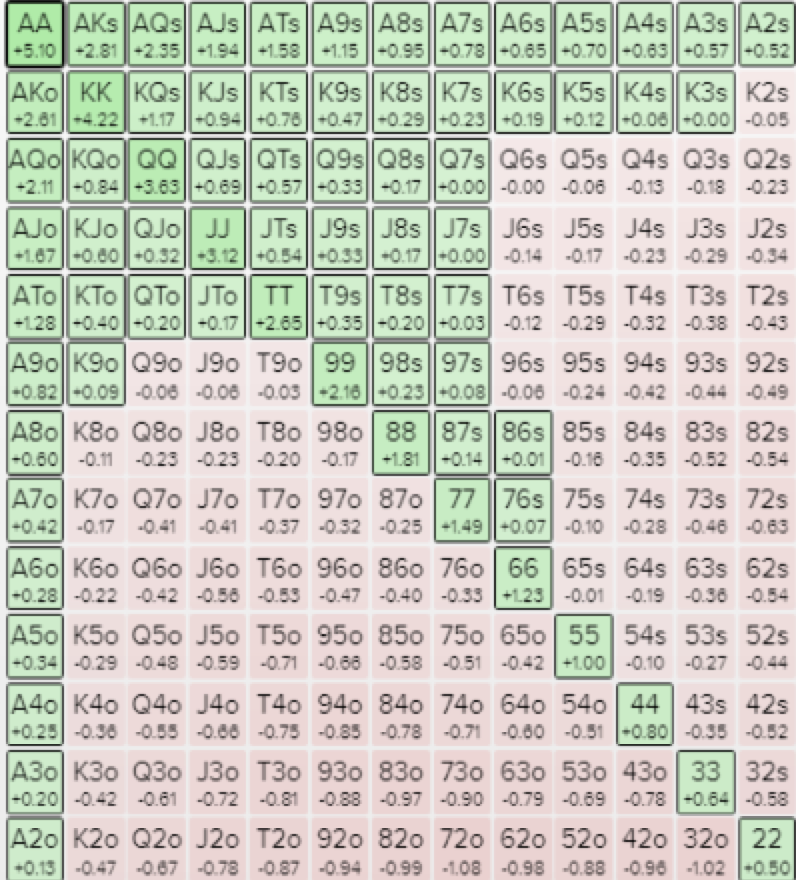 AA AKs AQs AJs ATs A9s A8s A7s A6s A5s A4s A3s A2s
+5.10 +2.81 +2.35 +1.94 +1.58 +1.15 +0.95 +0.78 +0.65 +0.70 +0.63 +0.57 +0.52
AKo KK KQs KJs KTs K9s K8s K7s K6s K5s K4s K3s K2s
+2.61 +4.22 +1.17 +0.94 +0.76 +0.47 +0.29 +0.23 +0.19 +0.12 +0.06 +0.00 -0.05
AQo KQo QQ QJs QTs Q9s Q8s Q7s Q6s Q5s Q4s Q3s Q2s
+2.11 +0.84 +3.63 +0.69 +0.57 +0.33 +0.17 +0.00 -0.00 -0.06 -0.13 -0.18 -0.23
AJo KJo QJo JJ JTs J9s J8s J7s J6s J5s J4s J3s J2s
+1.67 +0.60 +0.32 +3.12 +0.54 +0.33 +0.17 +0.00 -0.14 -0.17 -0.23 -0.29 -0.34
ATo KTo QTo JTo TT T9s T8s T7s T6s T5s T4s T3s T2s
+1.28 +0.40 +0.20 +0.17 +2.65 +0.35 +0.20 +0.03 -0.12 -0.29 -0.32 -0.38 -0.43
A9o K9o Q9o J9o T9o 99 98s 97s 96s 95s 94s 93s 92s
+0.82 +0.09 -0.06 -0.06 -0.03 +2.16 +0.23 +0.08 -0.06 -0.24 -0.42 -0.44 -0.49
A8o K8o Q8o J8o T8o 98o 88 87s 86s 85s 84s 83s 82s
+0.60 -0.11 -0.23 -0.23 -0.20 -0.17 +1.81 +0.14 +0.01 -0.16 -0.35 -0.52 -0.54
A7o K7o Q7o J7o T7o 97o 87o 77 76s 75s 74s 73s 72s
+0.42 -0.17 -0.41 -0.41 -0.37 -0.32 -0.25 +1.49 +0.07 -0.10 -0.28 -0.46 -0.63
A6o K6o Q6o J6o T6o 96o 86o 76o 66 65s 64s 63s 62s
+0.28 -0.22 -0.42 -0.56 -0.53 -0.47 -0.40 -0.33 +1.23 -0.01 -0.19 -0.36 -0.54
A5o K5o Q5o J5o T5o 95o 85o 75o 65o 55 54s 53s 52s
+0.34 -0.29 -0.48 -0.59 -0.71 -0.66 -0.58 -0.51 -0.42 +1.00 -0.10 -0.27 -0.44
A4o K4o Q4o J4o T4o 94o 84o 74o 64o 54o 44 43s 42s
+0.25 -0.36 -0.55 -0.66 -0.75 -0.85 -0.78 -0.71 -0.60 -0.51 +0.80 -0.35 -0.52
A3o K3o Q3o J3o T3o 93o 83o 73o 63o 53o 43o 33 32s
+0.20 -0.42 -0.61 -0.72 -0.81 -0.88 -0.97 -0.90 -0.79 -0.69 -0.78 +0.64 -0.58
A2o K2o Q2o J2o T2o 92o 82o 72o 62o 52o 42o 32o 22
+0.13 -0.47 -0.67 -0.78 -0.87 -0.94 -0.99 -1.08 -0.98 -0.88 -0.96 -1.02 +0.50